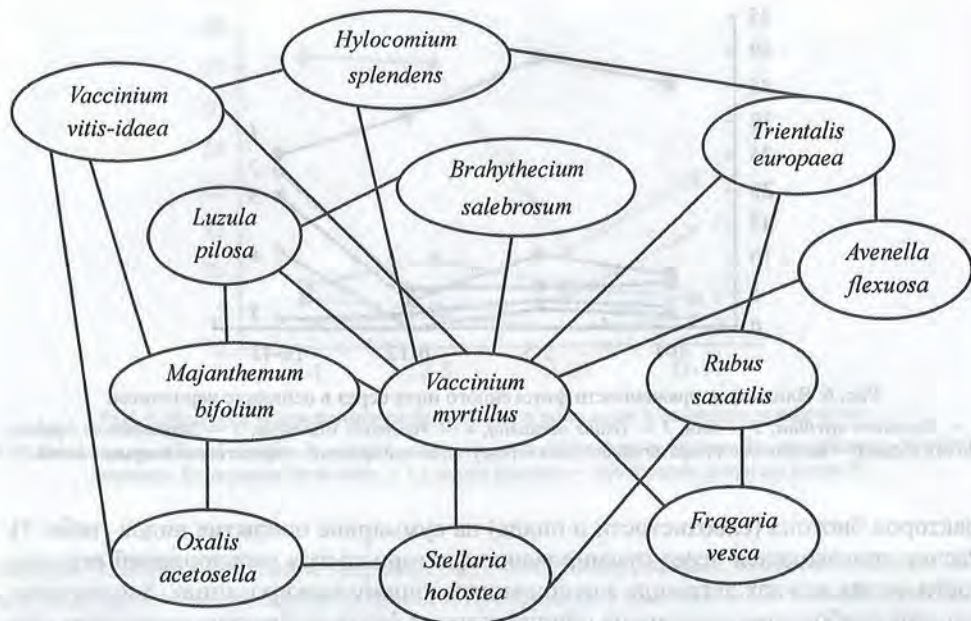 Hylocomium
splendens
Vaccinium
vitis-idaea
Trientalis
europaea
Brahythecium
salebrosum
Luzula
pilosa
Avenella
flexuosa
Majanthemum
bifolium
Vaccinium
myrtillus
Rubus
saxatilis
Oxalis
acetosella
Stellaria
holostea
Fragaria
vesca